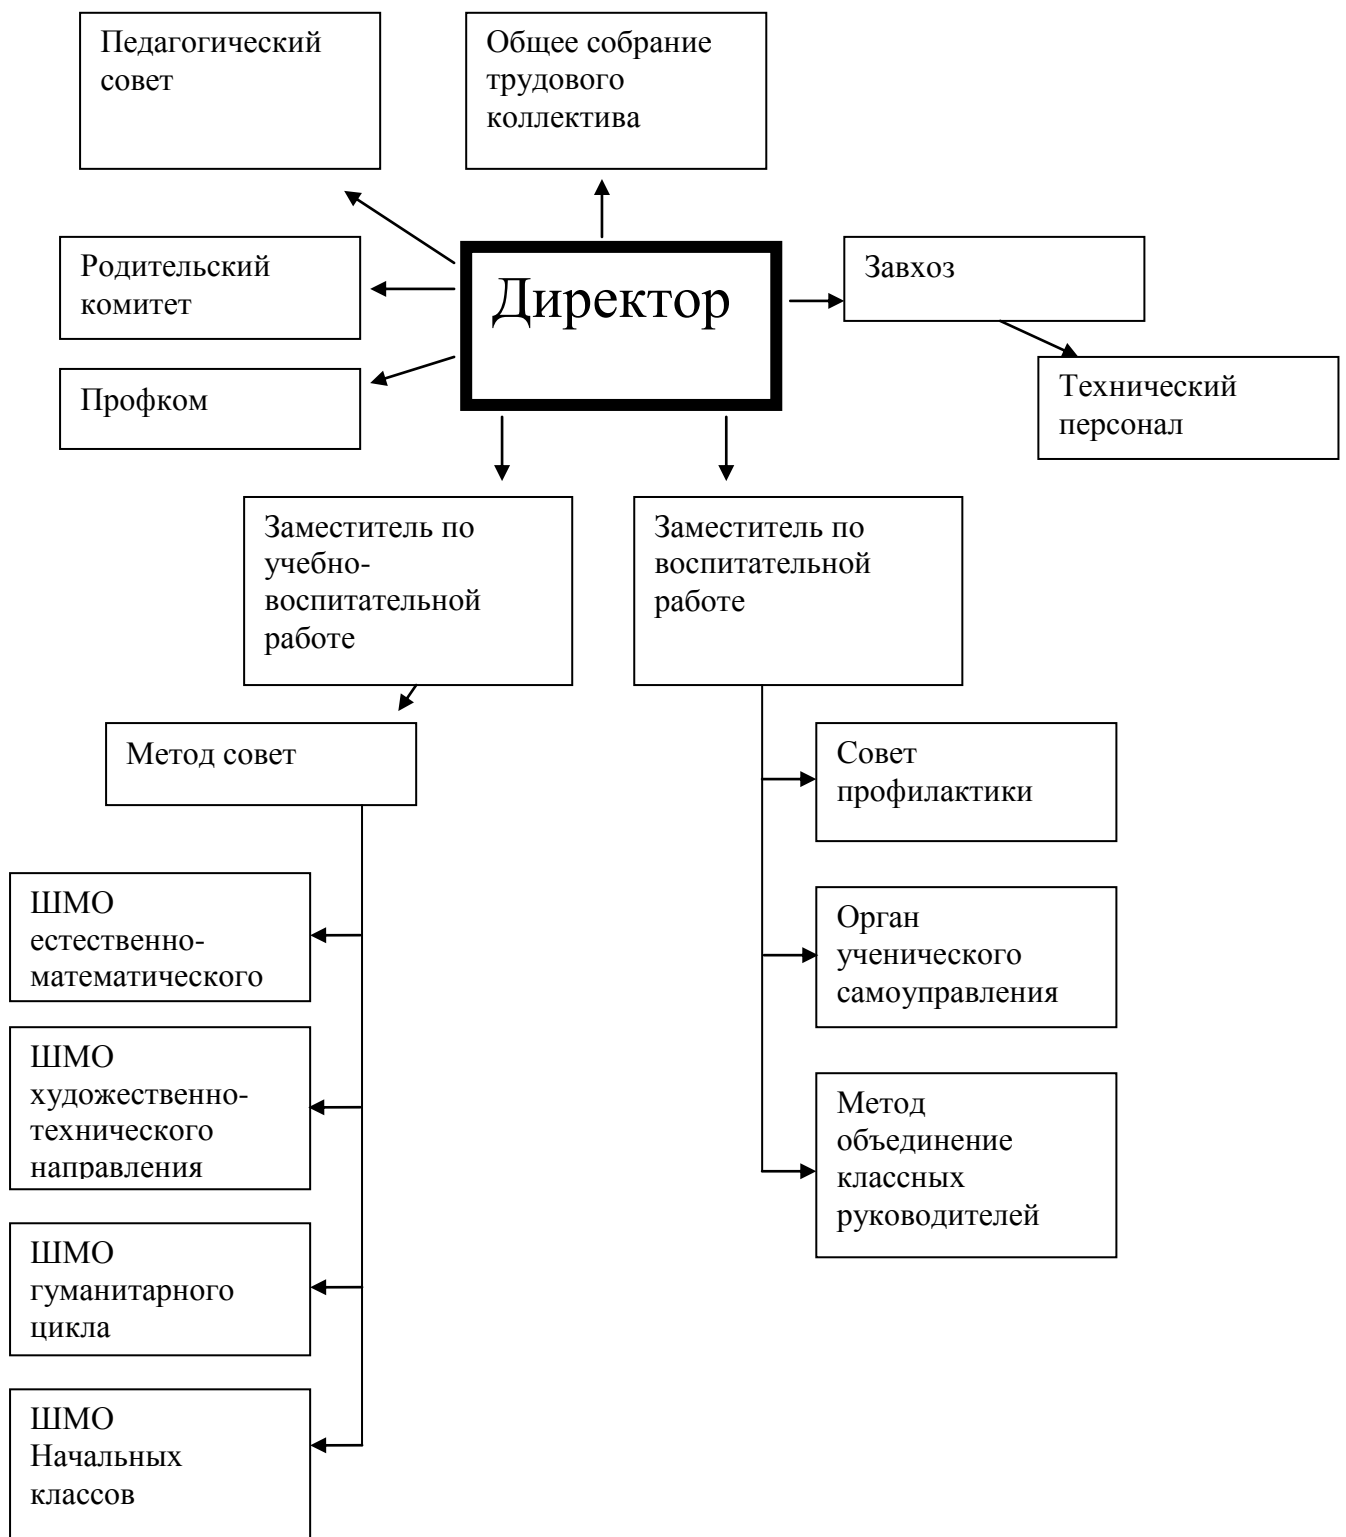 Педагогический
совет
Общее собрание
трудового
коллектива
Родительский
комитет
Директор
Завхоз
Профком
Технический
персонал
Заместитель по
учебно-
воспитательной
работе
Заместитель по
воспитательной
работе
Метод совет
Совет
профилактики
ШМО
естественно-
математического
Орган
ученического
самоуправления
ШМО
художественно-
технического
направления
Метод
объединение
классных
руководителей
ШМО
гуманитарного
цикла
ШМО
Начальных
классов